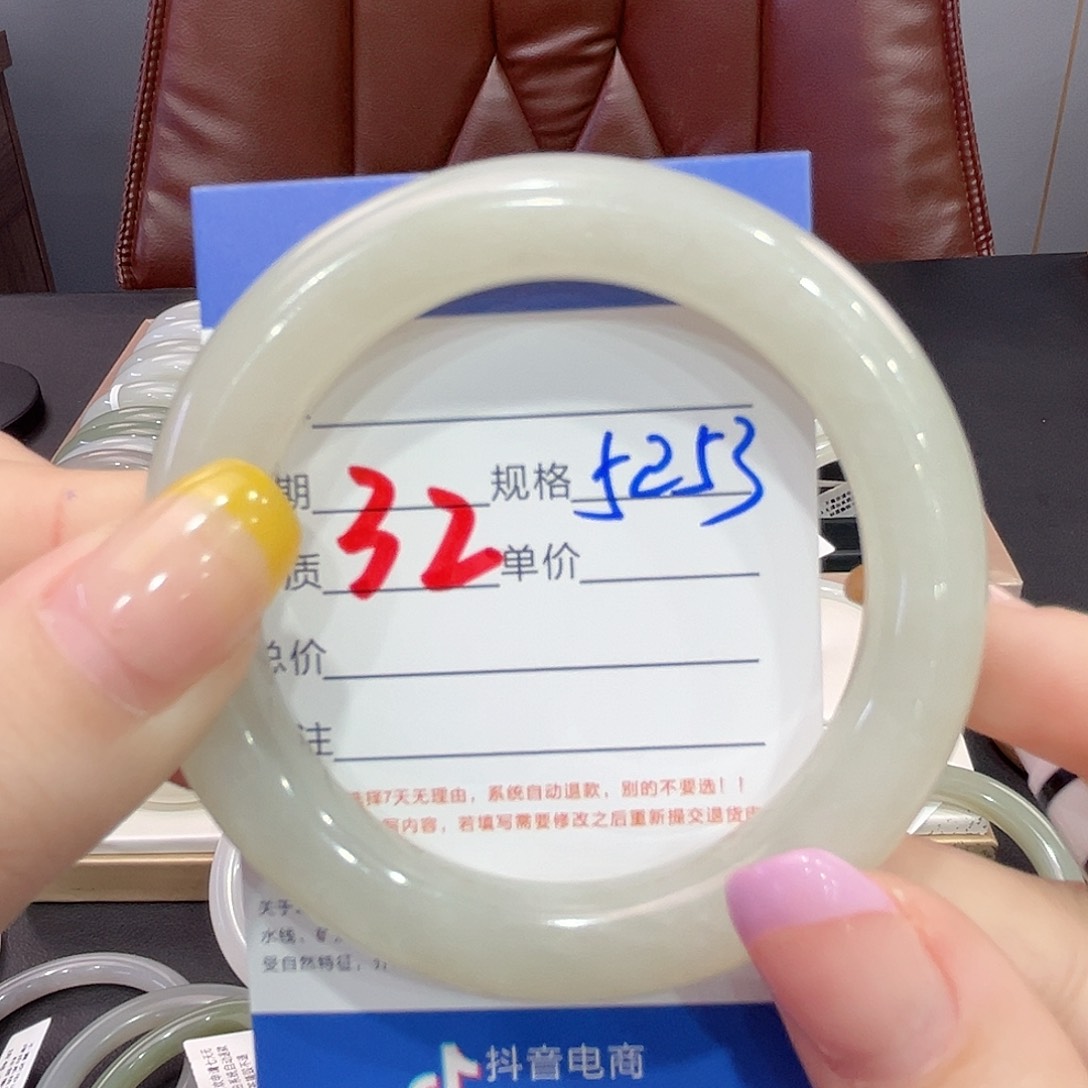 期 32 规格 5253
质 单价
总价
注
择7天无理由，系统自动退款，别的不要选！！
写内容，若填写需要修改之后重新提交退货
关于
水线、矿
受自然特征，
抖音电商